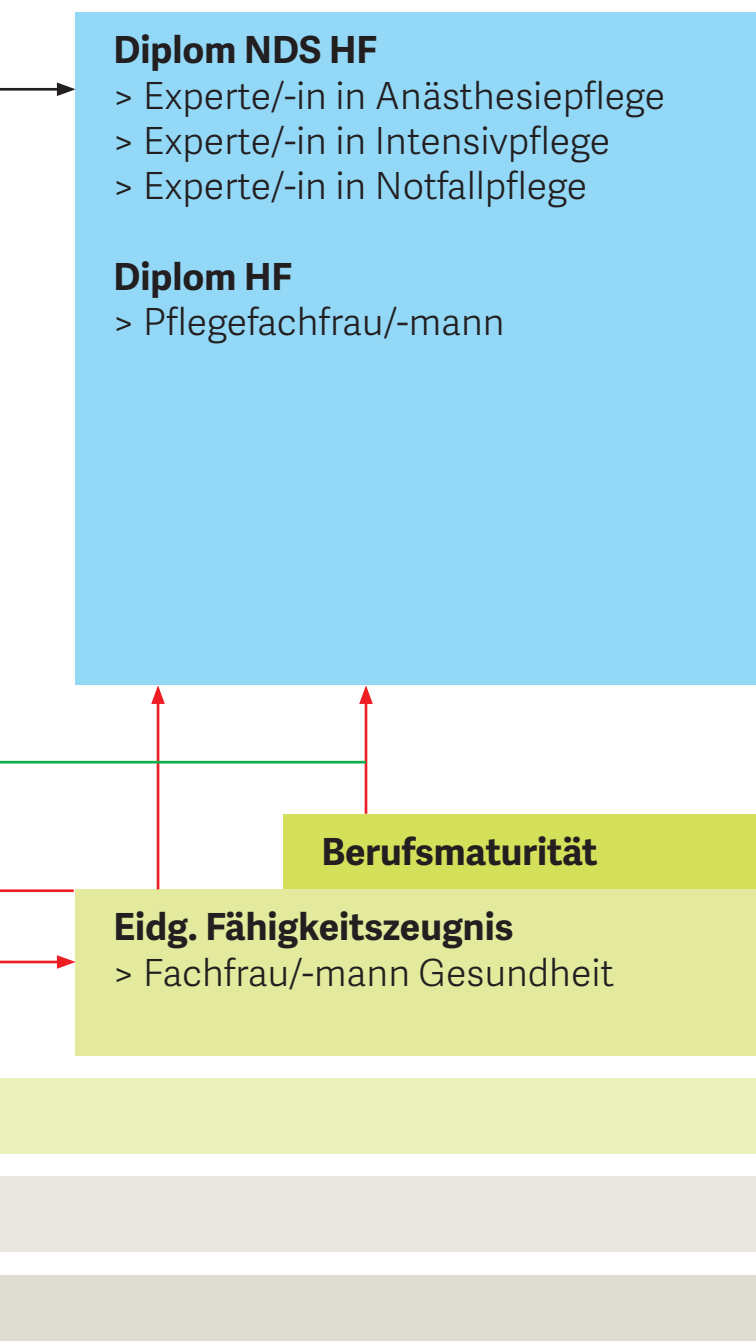 Diplom NDS HF
> Experte/-in in Anästhesiepflege
> Experte/-in in Intensivpflege
> Experte/-in in Notfallpflege
Diplom HF
> Pflegefachfrau/-mann
Berufsmaturität
Eidg. Fähigkeitszeugnis
> Fachfrau/-mann Gesundheit